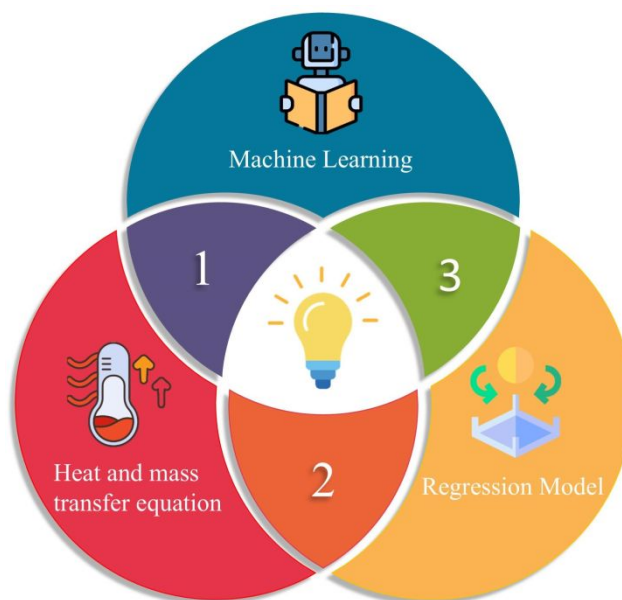 Machine Learning
1
3
Heat and mass
transfer equation
2
Regression Model